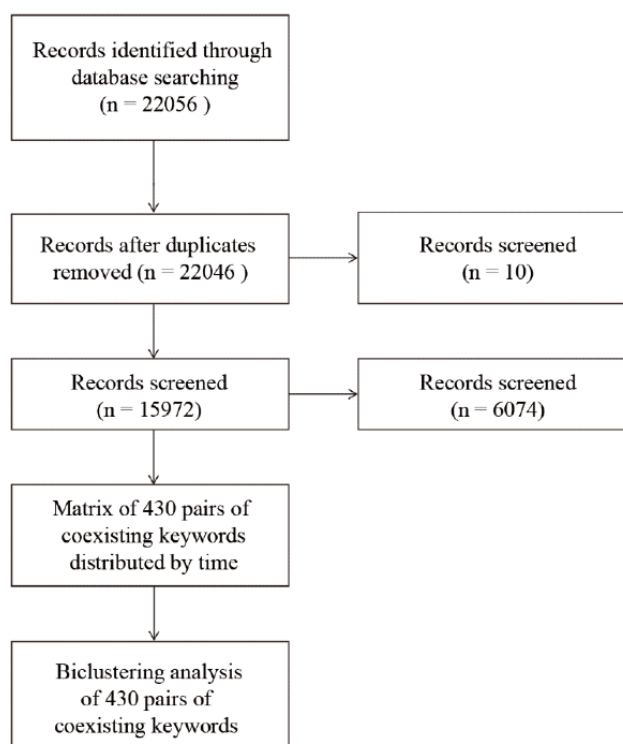 Records identified through
database searching
(n = 22056 )
Records after duplicates
removed (n = 22046 )
Records screened
(n = 10)
Records screened
(n = 15972)
Records screened
(n = 6074)
Matrix of 430 pairs of
coexisting keywords
distributed by time
Biclustering analysis
of 430 pairs of
coexisting keywords